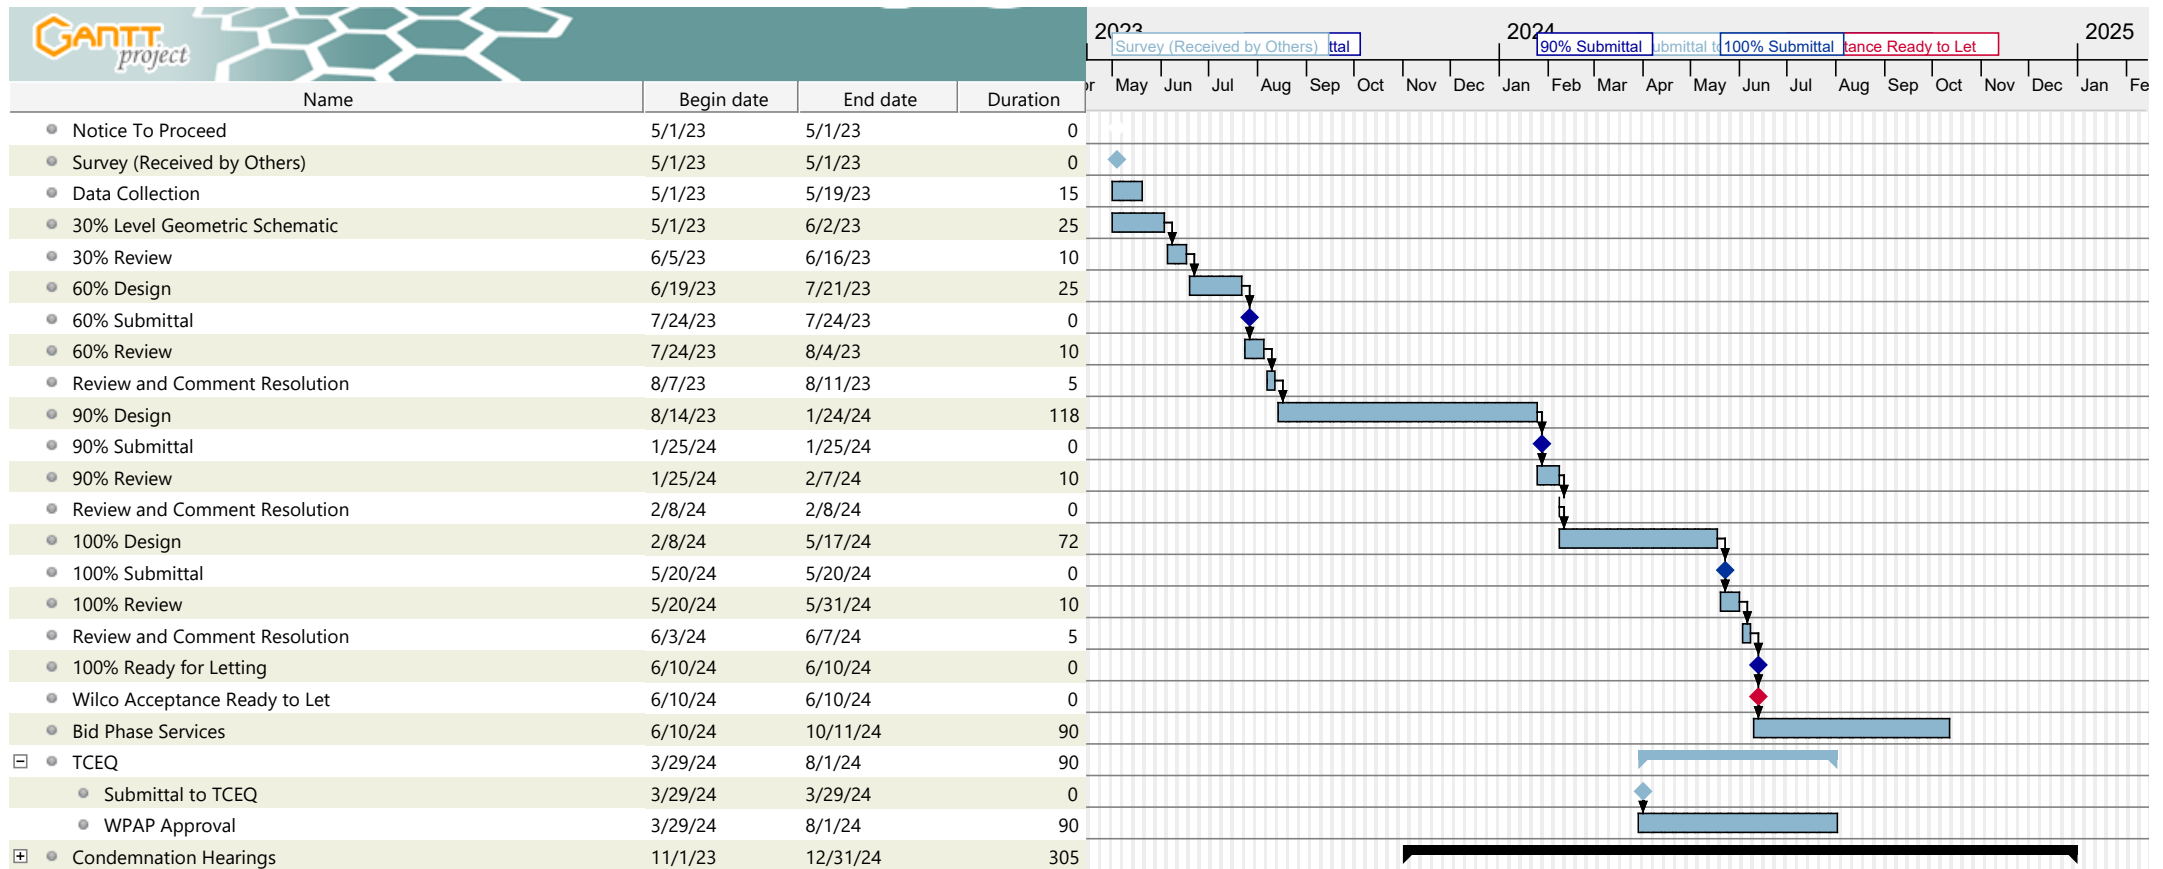 GANTT
project
2023
2024
2025
Survey (Received by Others)
ttal
90% Submittal
ubmittal to
100% Submittal
tance Ready to Let
May Jun Jul Aug Sep Oct Nov Dec Jan Feb Mar Apr May Jun Jul Aug Sep Oct Nov Dec Jan Fe
Name Begin date End date Duration
Notice To Proceed 5/1/23 5/1/23 0
Survey (Received by Others) 5/1/23 5/1/23 0
Data Collection 5/1/23 5/19/23 15
30% Level Geometric Schematic 5/1/23 6/2/23 25
30% Review 6/5/23 6/16/23 10
60% Design 6/19/23 7/21/23 25
60% Submittal 7/24/23 7/24/23 0
60% Review 7/24/23 8/4/23 10
Review and Comment Resolution 8/7/23 8/11/23 5
90% Design 8/14/23 1/24/24 118
90% Submittal 1/25/24 1/25/24 0
90% Review 1/25/24 2/7/24 10
Review and Comment Resolution 2/8/24 2/8/24 0
100% Design 2/8/24 5/17/24 72
100% Submittal 5/20/24 5/20/24 0
100% Review 5/20/24 5/31/24 10
Review and Comment Resolution 6/3/24 6/7/24 5
100% Ready for Letting 6/10/24 6/10/24 0
Wilco Acceptance Ready to Let 6/10/24 6/10/24 0
Bid Phase Services 6/10/24 10/11/24 90
TCEQ 3/29/24 8/1/24 90
Submittal to TCEQ 3/29/24 3/29/24 0
WPAP Approval 3/29/24 8/1/24 90
Condemnation Hearings 11/1/23 12/31/24 305